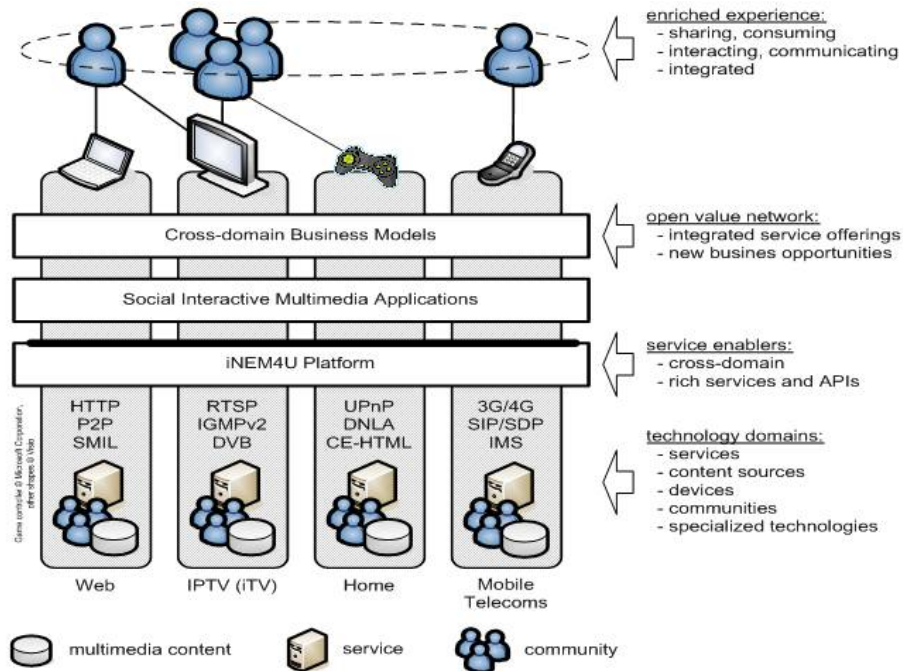 enriched experience:
- sharing, consuming
- interacting, communicating
- integrated
Cross-domain Business Models
open value network:
- integrated service offerings
- new busines opportunities
Social Interactive Multimedia Applications
iNEM4U Platform
service enablers:
- cross-domain
- rich services and APIs
HTTP
P2P
SMIL
RTSP
IGMPv2
DVB
UPnP
DNLA
CE-HTML
3G/4G
SIP/SDP
IMS
technology domains:
- services
- content sources
- devices
- communities
- specialized technologies
Game controller © Microsoft Corporation,
other shapes © Visio
Web
IPTV (iTV)
Home
Mobile
Telecoms
multimedia content
service
community